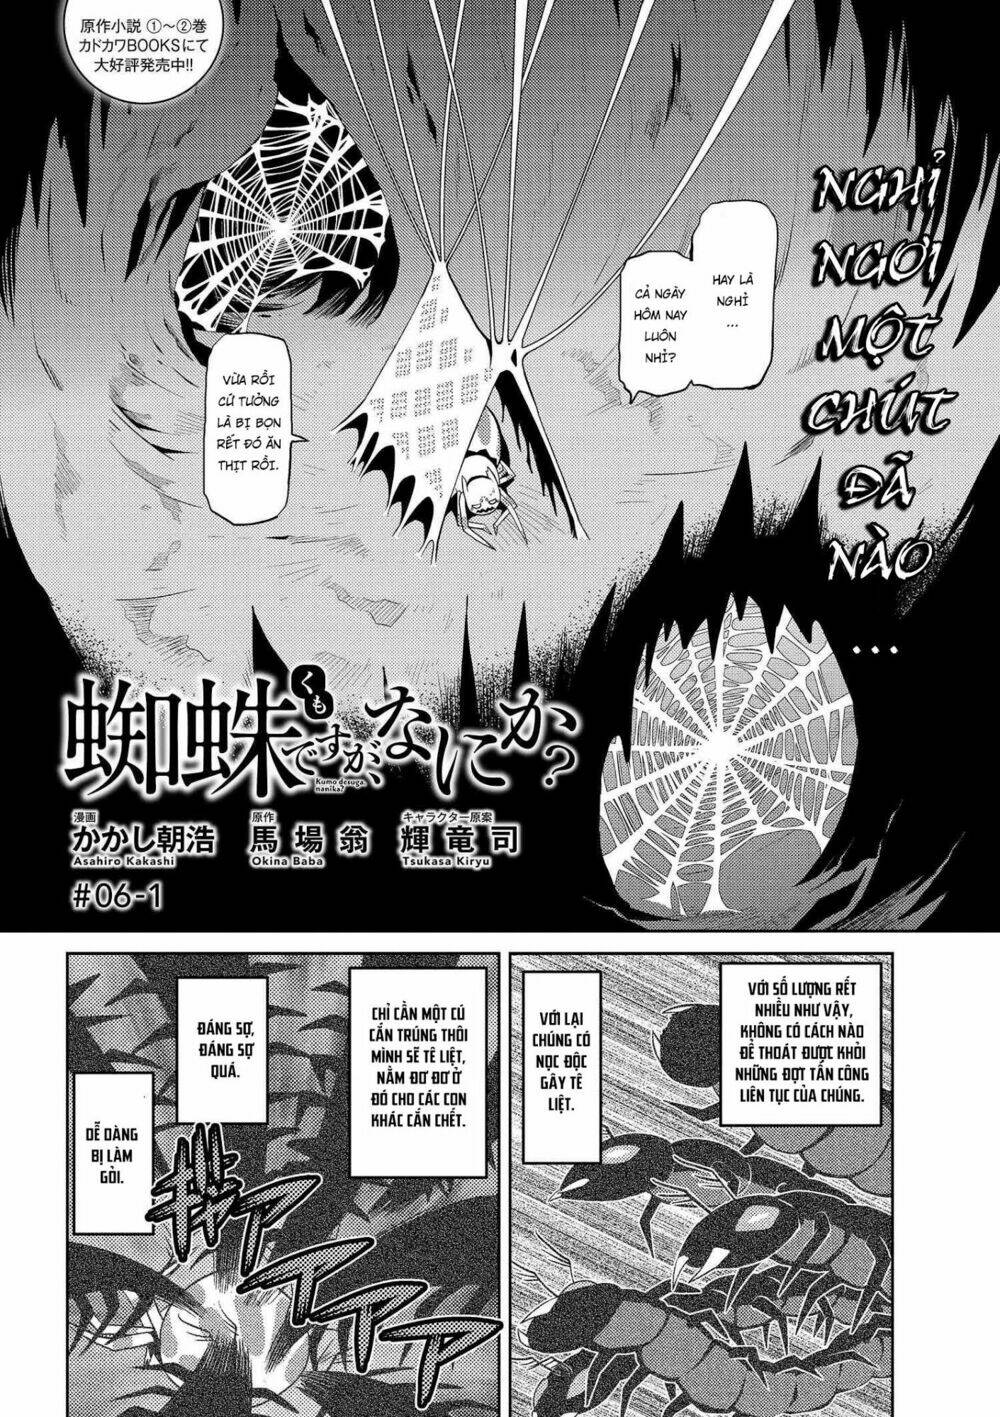 原作小説 ①～②巻
カドカワBOOKSにて
大好評発売中!!
NGHỈ
NGƠI
MỘT
CHÚT
ĐÃ
NÀO
...
HAY LÀ
NGHỈ
...
CẢ NGÀY
HÔM NAY
LUÔN
NHỈ?
VỪA RỒI
CỨ TƯỞNG
LÀ BỊ BỌN
RẾT ĐÓ ĂN
THỊT RỒI.
蜘蛛ですが、なにか?
くも
Kumo desuga,
nanika?
漫画
かかし朝浩
Asahiro Kakashi
原作
馬場翁
Okina Baba
キャラクター原案
輝竜司
Tsukasa Kiryu
#06-1
VỚI SỐ LƯỢNG RẾT
NHIỀU NHƯ VẬY,
KHÔNG CÓ CÁCH NÀO
ĐỂ THOÁT ĐƯỢC KHỎI
NHỮNG ĐỢT TẤN CÔNG
LIÊN TỤC CỦA CHÚNG.
VỚI LẠI
CHÚNG CÓ
NỌC ĐỘC
GÂY TÊ
LIỆT.
CHỈ CẦN MỘT CÚ
CẮN TRÚNG THÔI
MÌNH SẼ TÊ LIỆT,
NẰM ĐƠ ĐƠ Ở
ĐÓ CHO CÁC CON
KHÁC CẮN CHẾT.
ĐÁNG SỢ,
ĐÁNG SỢ
QUÁ.
DỄ DÀNG
BỊ LÀM
GỎI.